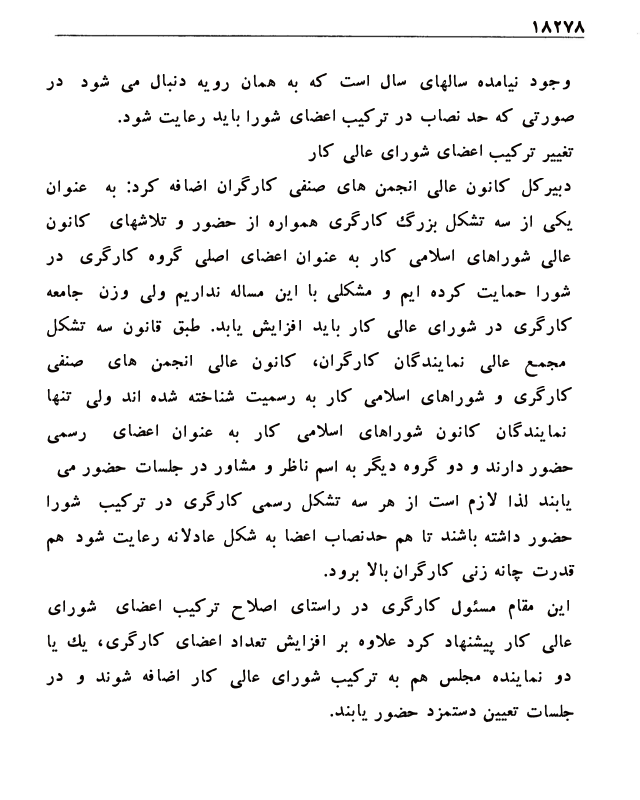 ۱۸۲۷۸
وجود نیامده سالهای سال است که به همان رویه دنبال می شود در
صورتی که حد نصاب در ترکیب اعضای شورا باید رعایت شود.
تغییر ترکیب اعضای شورای عالی کار
دبیرکل کانون عالی انجمن های صنفی کارگران اضافه کرد: به عنوان
یکی از سه تشکل بزرگ کارگری همواره از حضور و تلاشهای کانون
عالی شوراهای اسلامی کار به عنوان اعضای اصلی گروه کارگری در
شورا حمایت کرده ایم و مشکلی با این مساله نداریم ولی وزن جامعه
کارگری در شورای عالی کار باید افزایش یابد. طبق قانون سه تشکل
مجمع عالی نمایندگان کارگران، کانون عالی انجمن های صنفی
کارگری و شوراهای اسلامی کار به رسمیت شناخته شده اند ولی تنها
نمایندگان کانون شوراهای اسلامی کار به عنوان اعضای رسمی
حضور دارند و دو گروه دیگر به اسم ناظر و مشاور در جلسات حضور می
یابند لذا لازم است از هر سه تشکل رسمی کارگری در ترکیب شورا
حضور داشته باشند تا هم حدنصاب اعضا به شکل عادلانه رعایت شود هم
قدرت چانه زنی کارگران بالا برود.
این مقام مسئول کارگری در راستای اصلاح ترکیب اعضای شورای
عالی کار پیشنهاد کرد علاوه بر افزایش تعداد اعضای کارگری، یك یا
دو نماینده مجلس هم به ترکیب شورای عالی کار اضافه شوند و در
جلسات تعیین دستمزد حضور یابند.